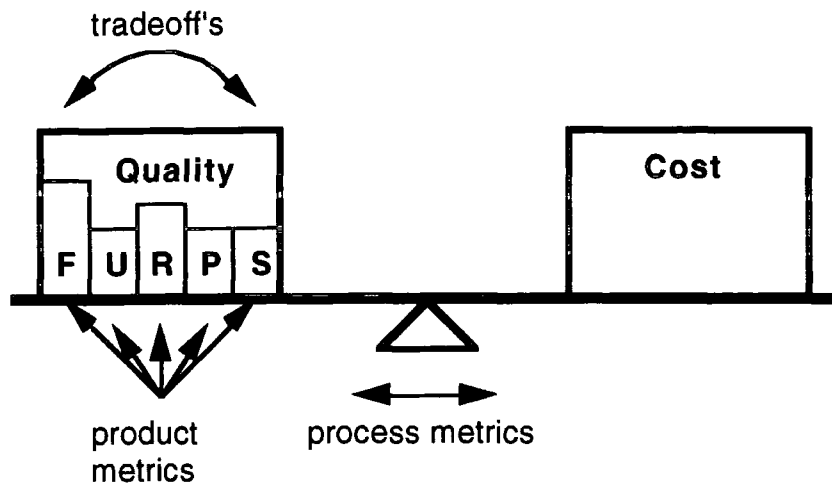 tradeoff's
Quality
Cost
F U R P S
product
metrics
process metrics